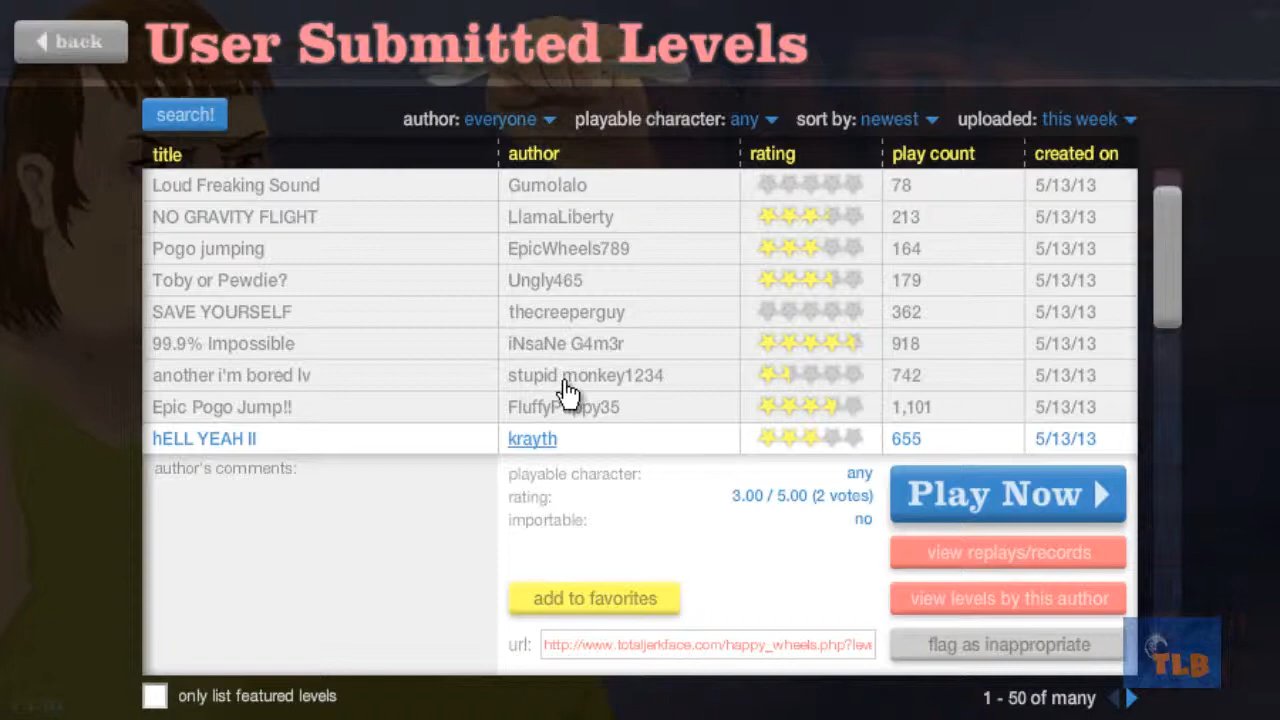 back
User Submitted Levels
search!
author: everyone playable character: any sort by: newest uploaded: this week
title author rating play count created on
Loud Freaking Sound Gumolalo 78 5/13/13
NO GRAVITY FLIGHT LlamaLiberty 213 5/13/13
Pogo jumping EpicWheels789 164 5/13/13
Toby or Pewdie? Ungly465 179 5/13/13
SAVE YOURSELF thecreeperguy 362 5/13/13
99.9% Impossible iNsaNe G4m3r 918 5/13/13
another i'm bored lv stupid monkey1234 742 5/13/13
Epic Pogo Jump!! FluffyPuppy35 1,101 5/13/13
hELL YEAH II krayth 655 5/13/13
author's comments:
playable character: any
rating: 3.00 / 5.00 (2 votes)
importable: no
Play Now
view replays/records
add to favorites
view levels by this author
url: http://www.totaljerkface.com/happy_wheels.php?leve
flag as inappropriate
TLB
only list featured levels
1 - 50 of many